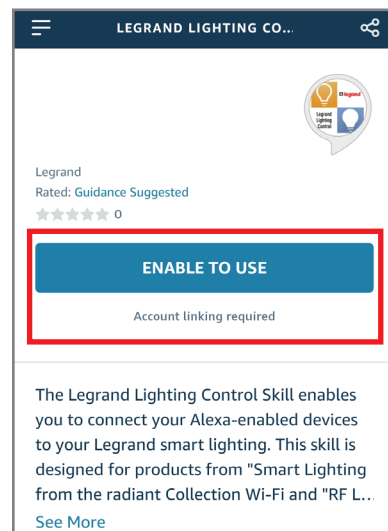 LEGRAND LIGHTING CO...
legrand
Legrand
Lighting
Control
Legrand
Rated: Guidance Suggested
0
ENABLE TO USE
Account linking required
The Legrand Lighting Control Skill enables
you to connect your Alexa-enabled devices
to your Legrand smart lighting. This skill is
designed for products from "Smart Lighting
from the radiant Collection Wi-Fi and "RF L...
See More